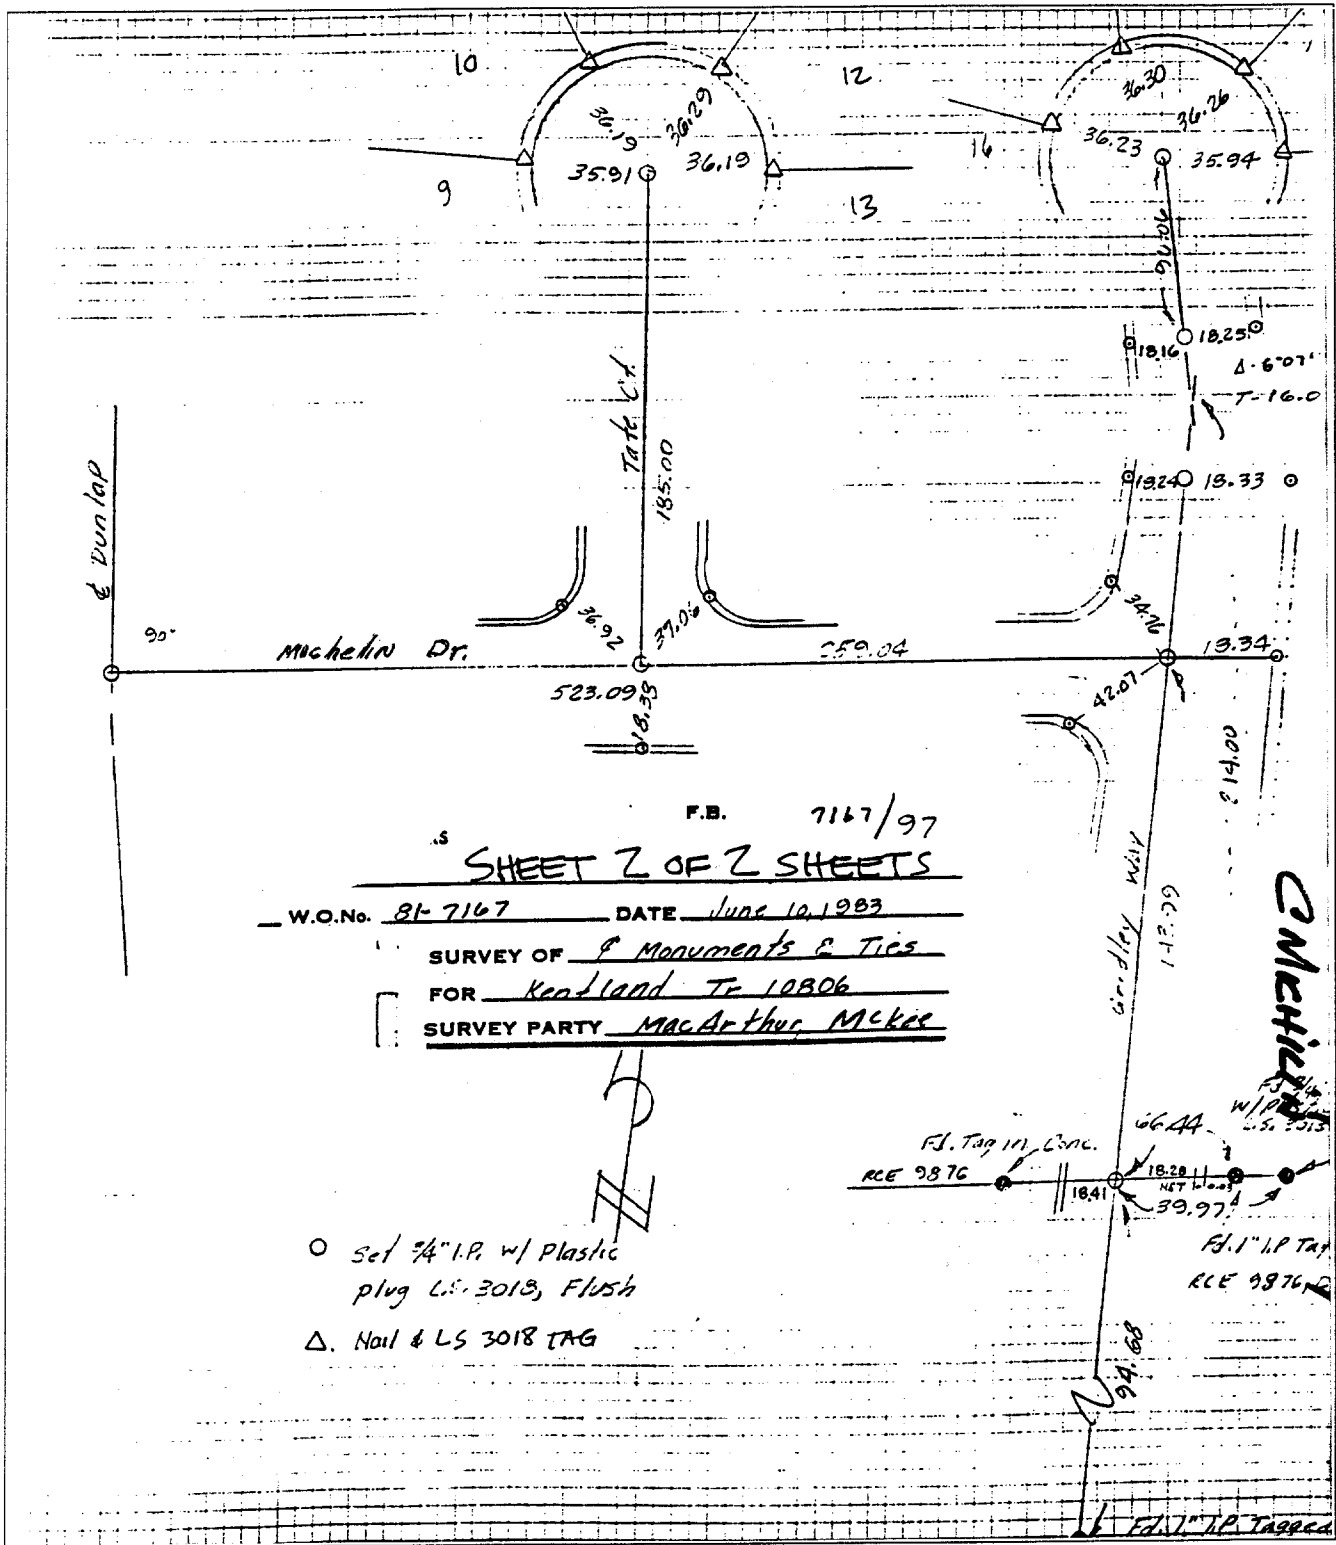 10
12
36.19
36.29
35.91
36.19
9
13
36.30
36.26
36.23
35.94
14
90.09
18.16
18.25
Δ-6°07'
T-16.0
Tate Ct.
185.00
18.24
18.33
℄ Dunlap
90°
Michelin Dr.
36.92
37.06
34.76
259.04
18.34
523.09
18.33
42.07
214.00
F.B. 7167/97
SHEET 2 OF 2 SHEETS
W.O.No. 81-7167 DATE June 10, 1983
SURVEY OF ℄ Monuments & Ties
FOR Kentland Tr 10806
SURVEY PARTY MacArthur, McKee
Gridley Way
C MICHILIN
Fd. Tag in Conc.
RCE 9876
66.44
W/
18.41
18.28
39.97
Fd. 1" I.P. Tag
RCE 9876
O Set 3/4" I.P. w/ Plastic
plug L.S. 3018, Flush
Δ. Nail & LS 3018 TAG
94.68
Fd. 1" I.P. Tagged